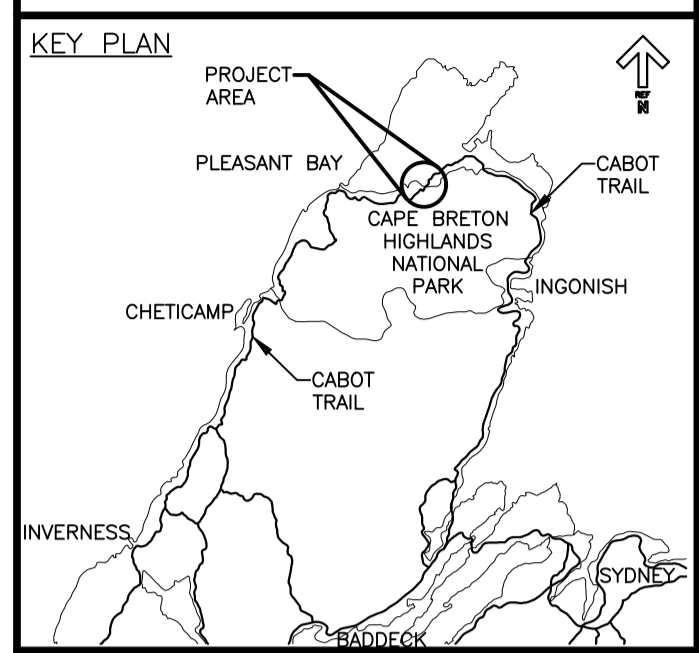 KEY PLAN
PROJECT
AREA
REF
N
PLEASANT BAY
CABOT
TRAIL
CAPE BRETON
HIGHLANDS
NATIONAL
PARK
INGONISH
CHETICAMP
CABOT
TRAIL
INVERNESS
SYDNEY
BADDECK